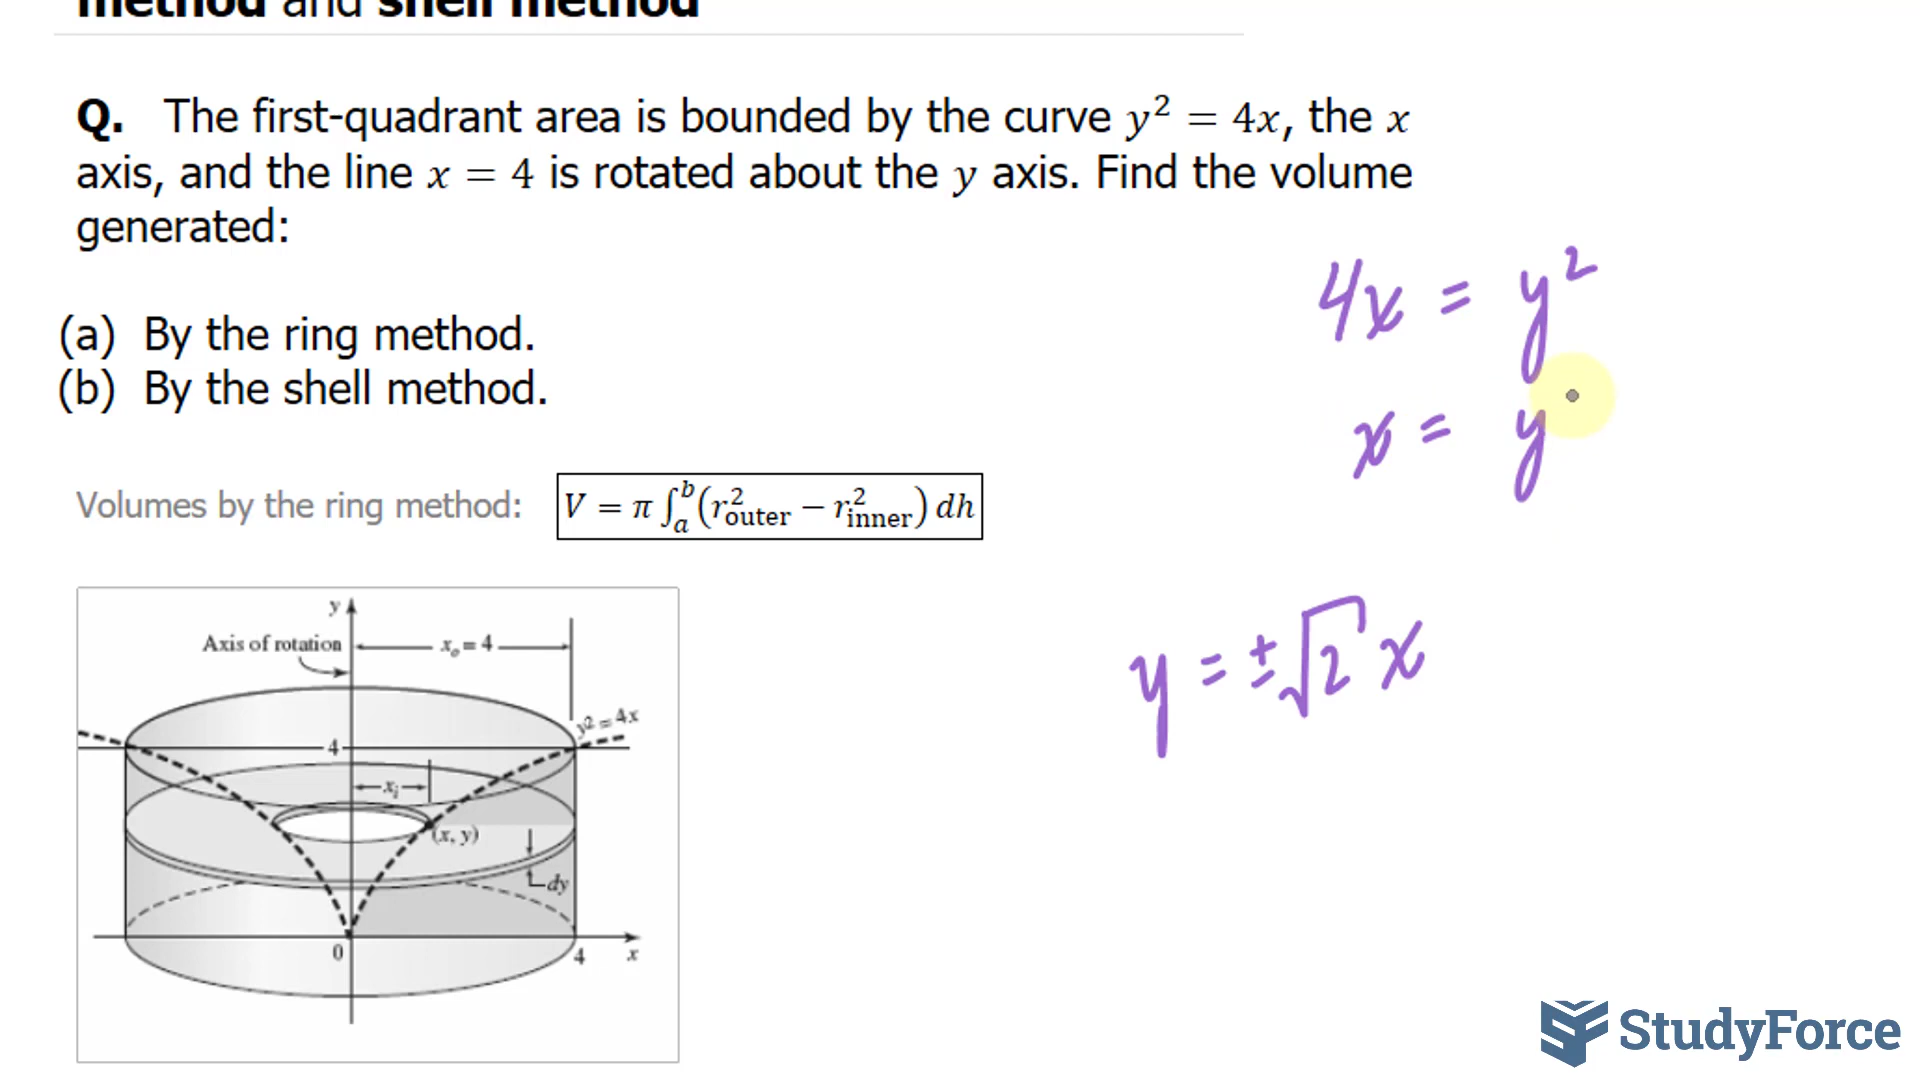 method and shell method
Q. The first-quadrant area is bounded by the curve y² = 4x, the x
axis, and the line x = 4 is rotated about the y axis. Find the volume
generated:
4x = y²
(a) By the ring method.
(b) By the shell method.
x = y
Volumes by the ring method: V = π ∫ₐᵇ (r²outer − r²inner) dh
y
Axis of rotation
xₒ = 4
y² = 4x
4
xᵢ
(x, y)
dy
0
4
x
y = ±√2 x
StudyForce